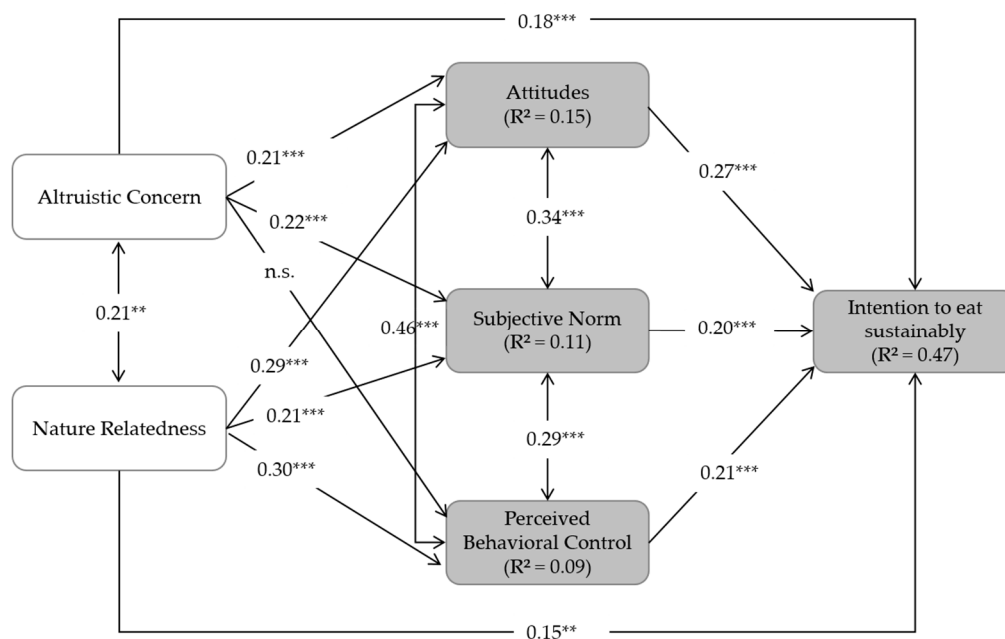 0.18***
Attitudes
(R² = 0.15)
0.21***
0.27***
Altruistic Concern
0.22***
0.34***
n.s.
0.21**
0.46***
Subjective Norm
(R² = 0.11)
0.20***
Intention to eat
sustainably
(R² = 0.47)
0.29***
0.21***
Nature Relatedness
0.29***
0.30***
0.21***
Perceived
Behavioral Control
(R² = 0.09)
0.15**